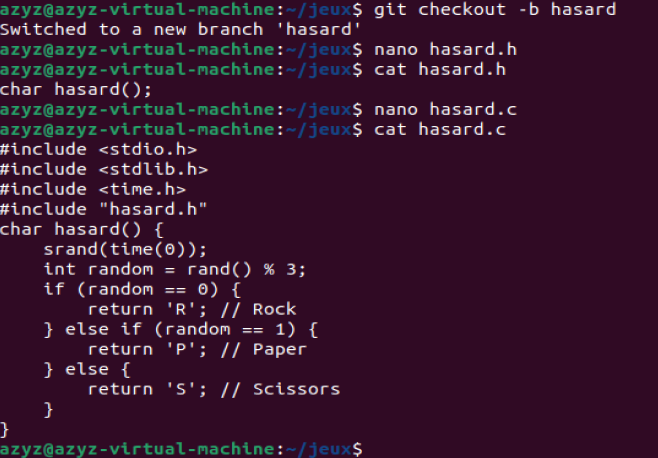 azyz@azyz-virtual-machine:~/jeux$ git checkout -b hasard
Switched to a new branch 'hasard'
azyz@azyz-virtual-machine:~/jeux$ nano hasard.h
azyz@azyz-virtual-machine:~/jeux$ cat hasard.h
char hasard();
azyz@azyz-virtual-machine:~/jeux$ nano hasard.c
azyz@azyz-virtual-machine:~/jeux$ cat hasard.c
#include <stdio.h>
#include <stdlib.h>
#include <time.h>
#include "hasard.h"
char hasard() {
    srand(time(0));
    int random = rand() % 3;
    if (random == 0) {
        return 'R'; // Rock
    } else if (random == 1) {
        return 'P'; // Paper
    } else {
        return 'S'; // Scissors
    }
}
azyz@azyz-virtual-machine:~/jeux$